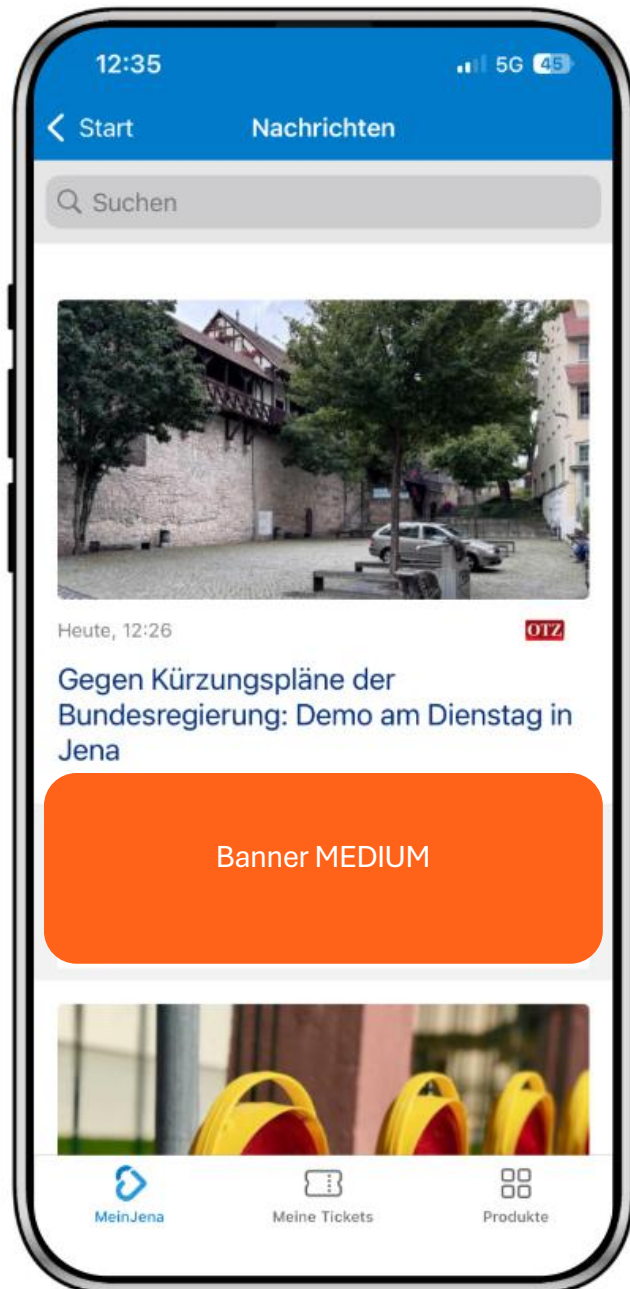 12:35 5G 45
Start Nachrichten
Suchen
Heute, 12:26 OTZ
Gegen Kürzungspläne der
Bundesregierung: Demo am Dienstag in
Jena
Banner MEDIUM
MeinJena Meine Tickets Produkte